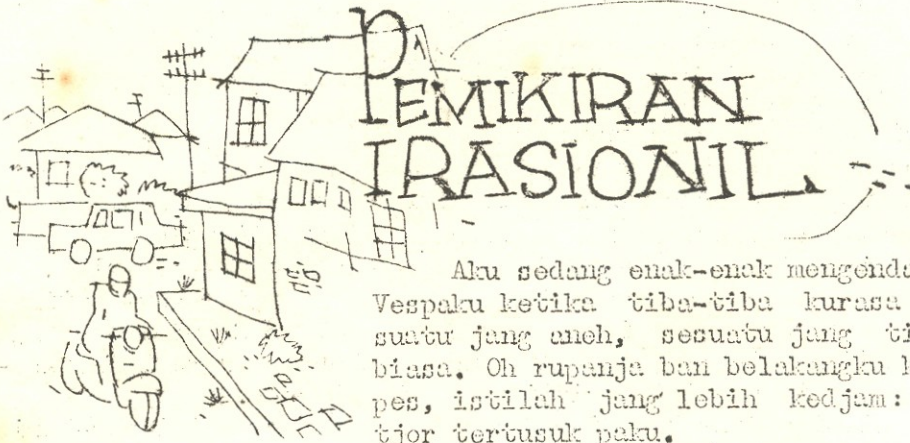 PEMIKIRAN
IRASIONIL.
Aku sedang enak-enak mengenda
Vespaku ketika tiba-tiba kurasa
suatu jang aneh, sesuatu jang ti
biasa. Oh rupanja ban belakangku k
pes, istilah jang lebih kedjam:
tjor tertusuk paku.